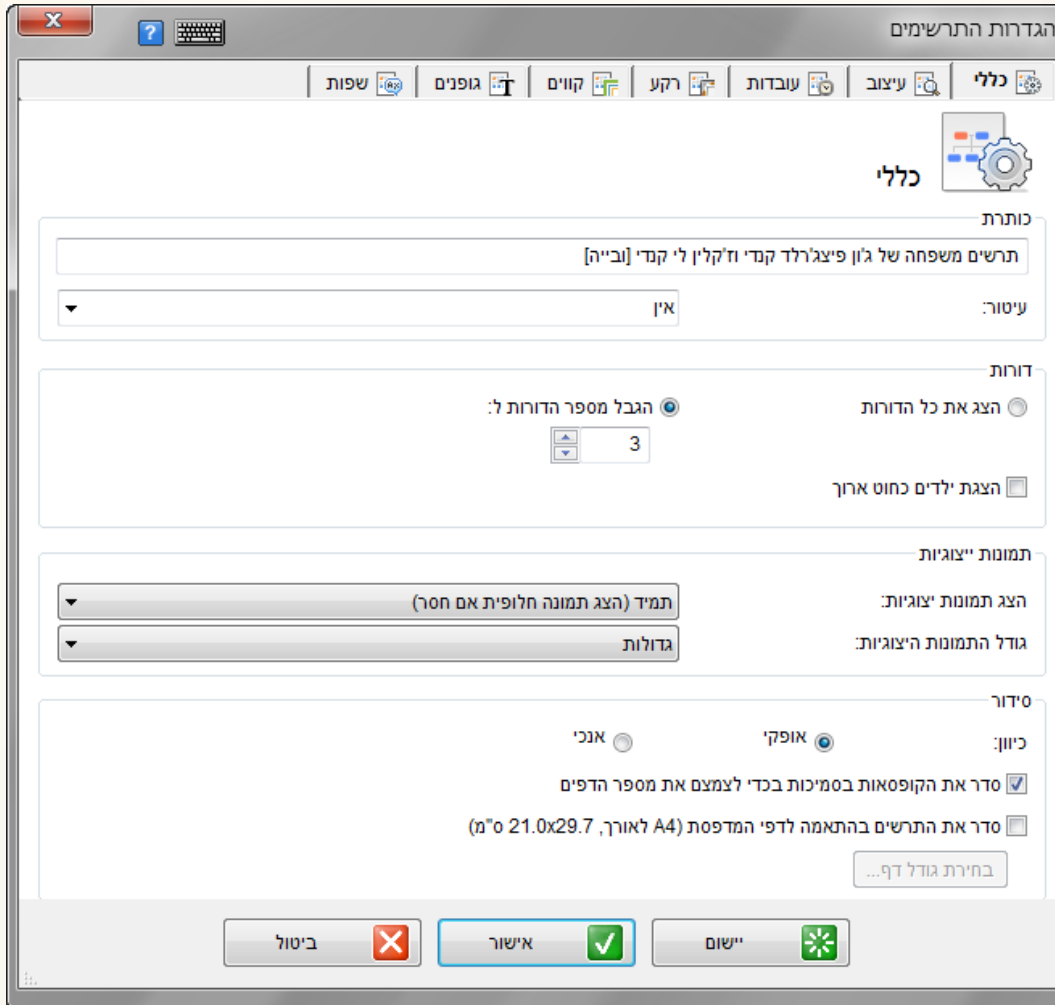 הגדרות התרשימים
כללי עיצוב עובדות רקע קווים גופנים שפות
כללי
כותרת
תרשים משפחה של ג'ון פיצג'רלד קנדי וז'קלין לי קנדי [ובייה]
עיטור: אין
דורות
הצג את כל הדורות הגבל מספר הדורות ל:
3
הצגת ילדים כחוט ארוך
תמונות ייצוגיות
הצג תמונות יצוגיות: תמיד (הצג תמונה חלופית אם חסר)
גודל התמונות היצוגיות: גדולות
סידור
כיוון: אופקי אנכי
סדר את הקופסאות בסמיכות בכדי לצמצם את מספר הדפים
סדר את התרשים בהתאמה לדפי המדפסת (A4 לאורך, 21.0x29.7 ס"מ)
בחירת גודל דף...
יישום אישור ביטול